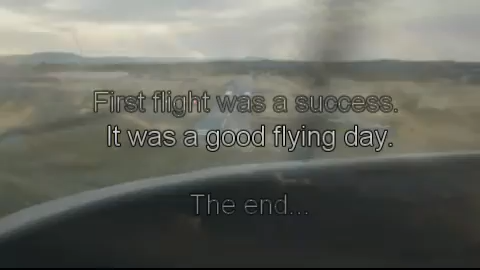 First flight was a success.
It was a good flying day.
The end...